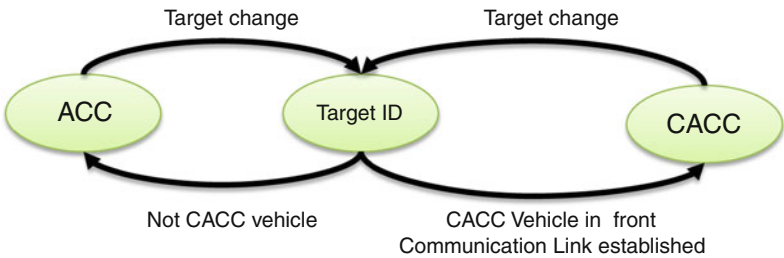 Target change
Target change
ACC
Target ID
CACC
Not CACC vehicle
CACC Vehicle in front
Communication Link established